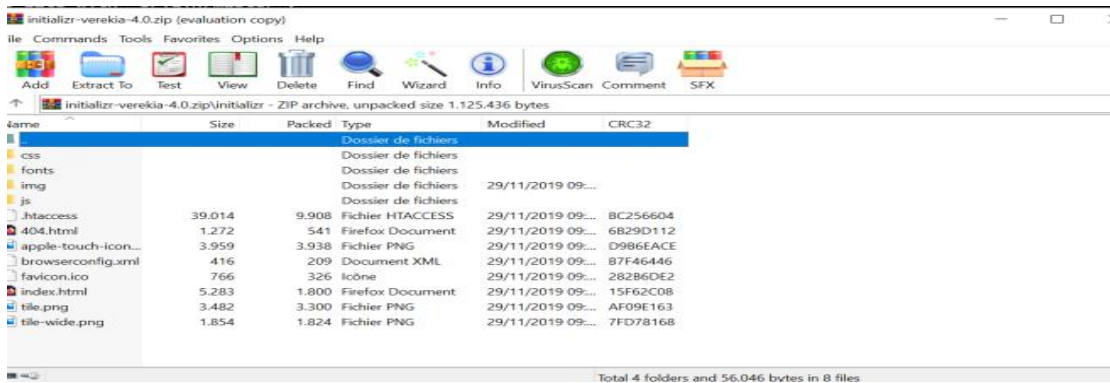 initializr-verekia-4.0.zip (evaluation copy)
ile Commands Tools Favorites Options Help
Add Extract To Test View Delete Find Wizard Info VirusScan Comment SFX
initializr-verekia-4.0.zip\initializr - ZIP archive, unpacked size 1.125.436 bytes
Name Size Packed Type Modified CRC32
.. Dossier de fichiers
css Dossier de fichiers
fonts Dossier de fichiers
img Dossier de fichiers 29/11/2019 09:...
js Dossier de fichiers
.htaccess 39.014 9.908 Fichier HTACCESS 29/11/2019 09:... BC256604
404.html 1.272 541 Firefox Document 29/11/2019 09:... 6B29D112
apple-touch-icon... 3.959 3.938 Fichier PNG 29/11/2019 09:... D986EACE
browserconfig.xml 416 209 Document XML 29/11/2019 09:... 87F46446
favicon.ico 766 326 Icône 29/11/2019 09:... 282B6DE2
index.html 5.283 1.800 Firefox Document 29/11/2019 09:... 15F62C08
tile.png 3.482 3.300 Fichier PNG 29/11/2019 09:... AF09E163
tile-wide.png 1.854 1.824 Fichier PNG 29/11/2019 09:... 7FD78168
Total 4 folders and 56.046 bytes in 8 files